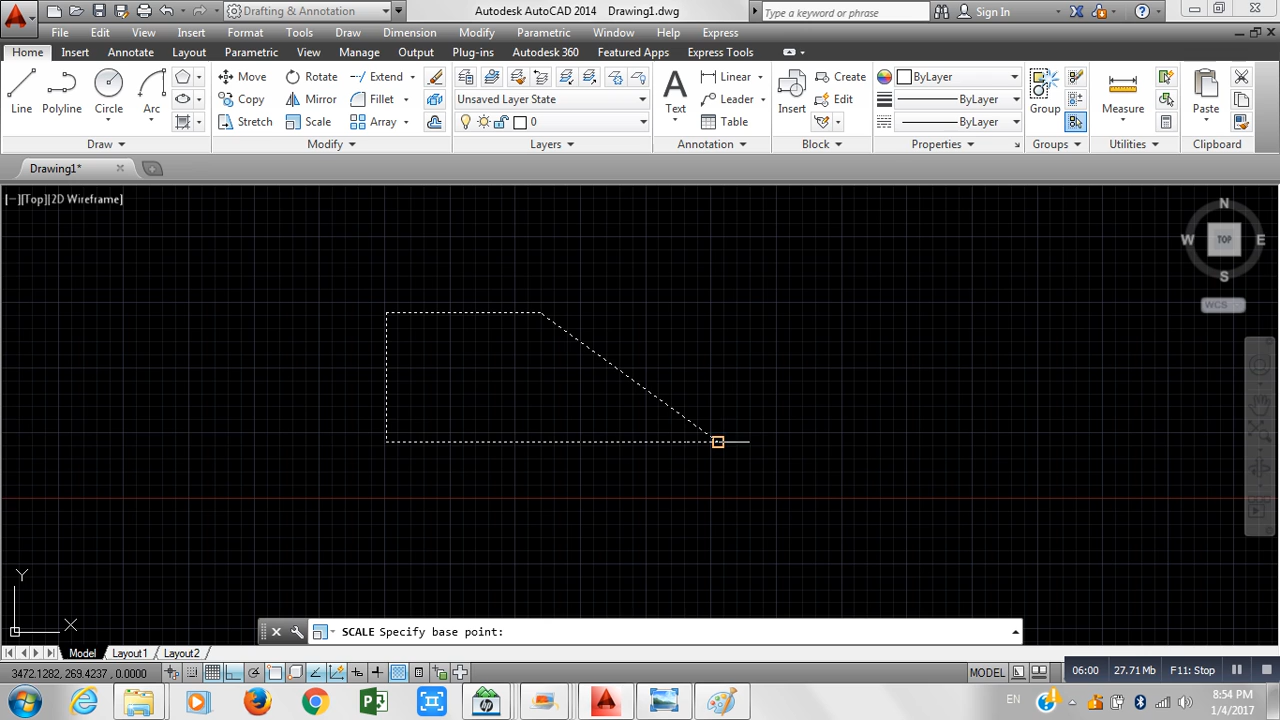 Drafting & Annotation
Autodesk AutoCAD 2014 Drawing1.dwg
Type a keyword or phrase
Sign In
File Edit View Insert Format Tools Draw Dimension Modify Parametric Window Help Express
Home Insert Annotation Layout Parametric View Manage Output Plug-ins Autodesk 360 Featured Apps Express Tools
Line Polyline Circle Arc
Move Rotate Extend
Copy Mirror Fillet
Stretch Scale Array
Unsaved Layer State
0
Text
Linear
Leader
Table
Insert
Create
Edit
ByLayer
ByLayer
ByLayer
Group
Measure
Paste
Draw Modify Layers Annotation Block Properties Groups Utilities Clipboard
Drawing1*
[−][Top][2D Wireframe]
N
W TOP E
S
WCS
Y
X
SCALE Specify base point:
Model Layout1 Layout2
3472.1282, 269.4237, 0.0000
MODEL
06:00 27.71 Mb F11: Stop
EN
8:54 PM
1/4/2017